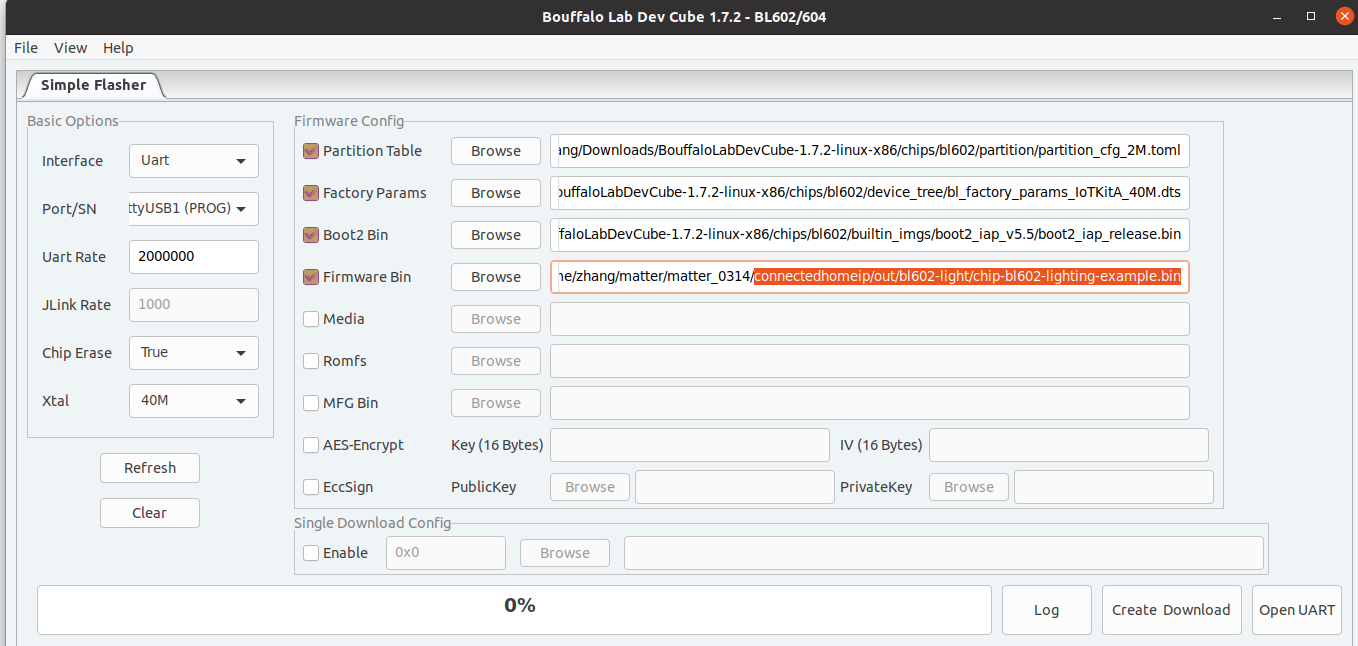 Bouffalo Lab Dev Cube 1.7.2 - BL602/604
File View Help
Simple Flasher
Basic Options
Interface Uart
Port/SN ttyUSB1 (PROG)
Uart Rate 2000000
JLink Rate 1000
Chip Erase True
Xtal 40M
Refresh
Clear
Firmware Config
Partition Table Browse ang/Downloads/BouffaloLabDevCube-1.7.2-linux-x86/chips/bl602/partition/partition_cfg_2M.toml
Factory Params Browse ouffaloLabDevCube-1.7.2-linux-x86/chips/bl602/device_tree/bl_factory_params_IoTKitA_40M.dts
Boot2 Bin Browse ffaloLabDevCube-1.7.2-linux-x86/chips/bl602/builtin_imgs/boot2_iap_v5.5/boot2_iap_release.bin
Firmware Bin Browse me/zhang/matter/matter_0314/connectedhomeip/out/bl602-light/chip-bl602-lighting-example.bin
Media Browse
Romfs Browse
MFG Bin Browse
AES-Encrypt Key (16 Bytes) IV (16 Bytes)
EccSign PublicKey Browse PrivateKey Browse
Single Download Config
Enable 0x0 Browse
0% Log Create Download Open UART